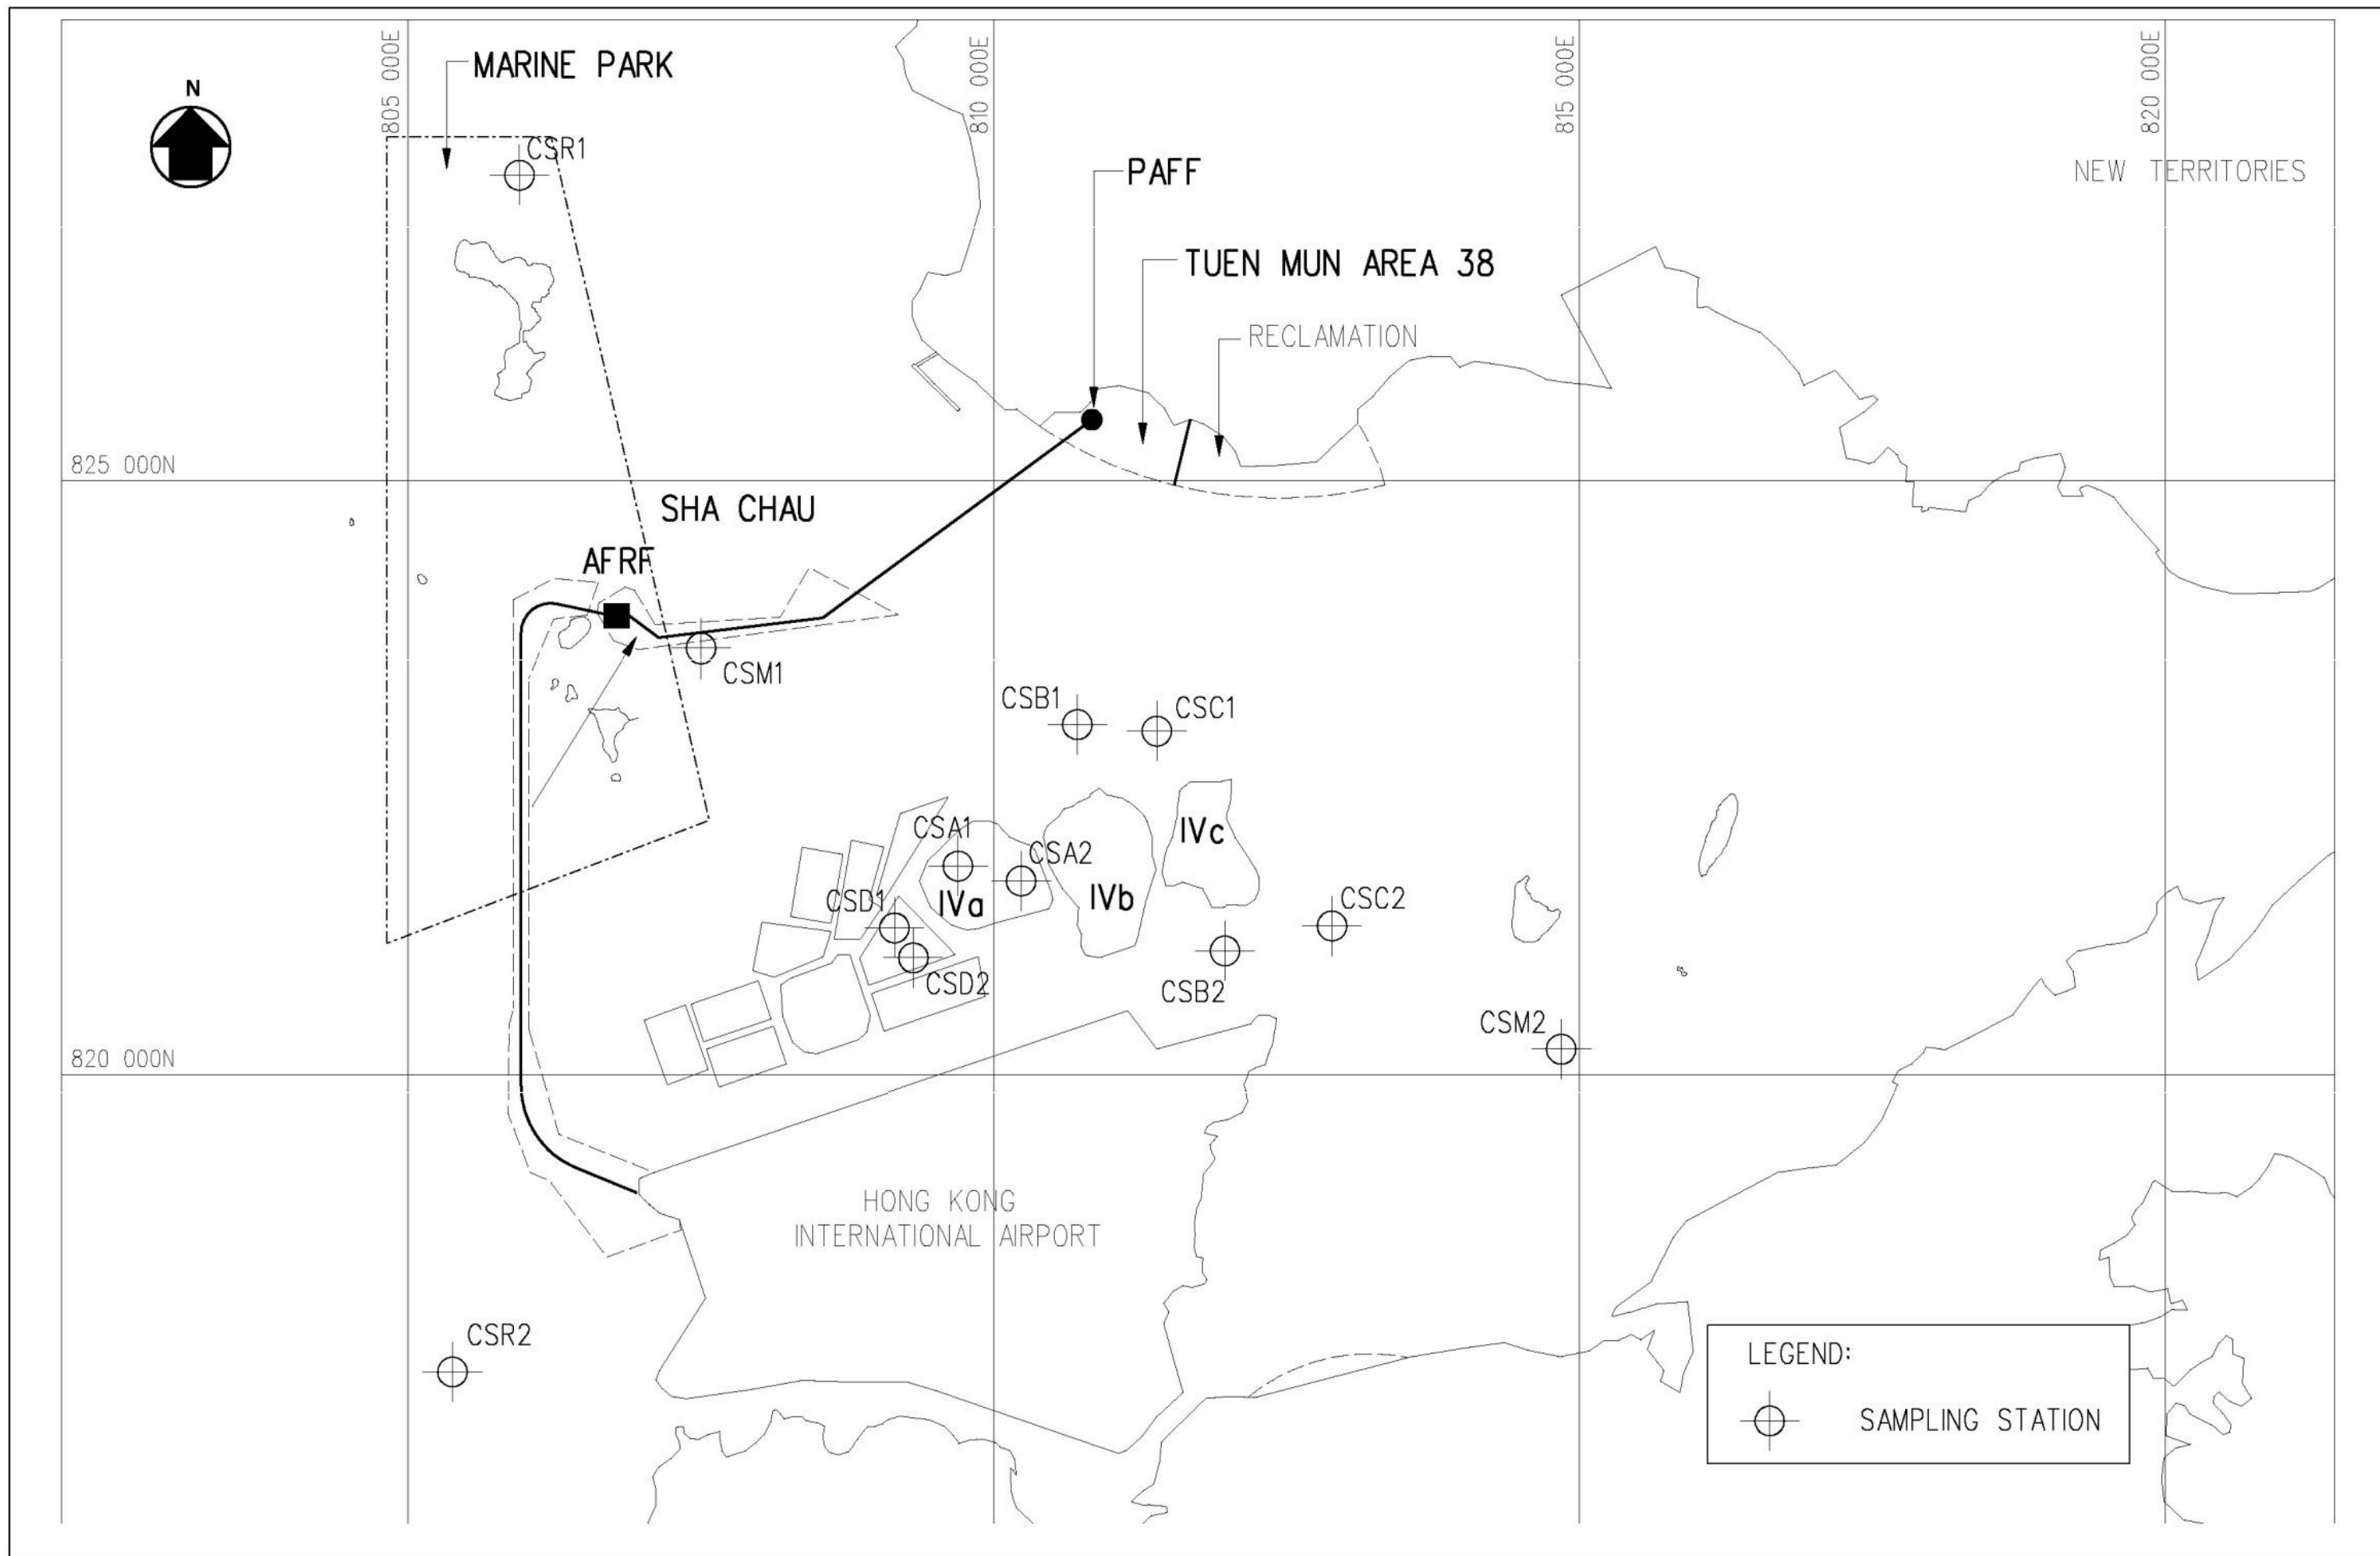 805 000E
810 000E
815 000E
820 000E
N
MARINE PARK
CSR1
PAFF
NEW TERRITORIES
TUEN MUN AREA 38
RECLAMATION
825 000N
SHA CHAU
AFRF
CSM1
CSB1
CSC1
CSA1
CSA2
IVc
CSD1
IVa
IVb
CSC2
CSD2
CSB2
CSM2
820 000N
HONG KONG
INTERNATIONAL AIRPORT
CSR2
LEGEND:
SAMPLING STATION